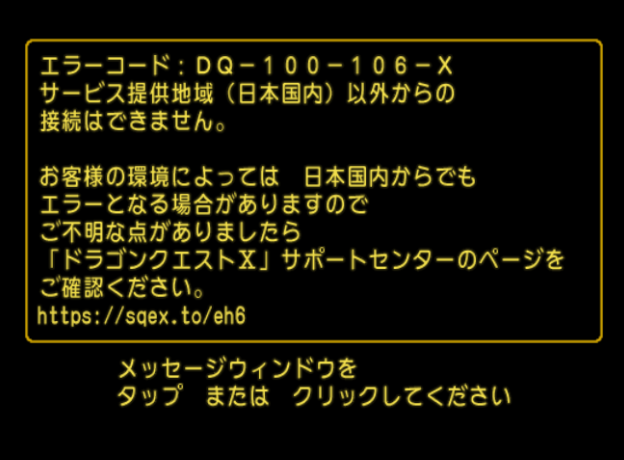 エラーコード：ＤＱ－１００－１０６－Ｘ
サービス提供地域（日本国内）以外からの
接続はできません。
お客様の環境によっては　日本国内からでも
エラーとなる場合がありますので
ご不明な点がありましたら
「ドラゴンクエストⅩ」サポートセンターのページを
ご確認ください。
https://sqex.to/eh6
メッセージウィンドウを
タップ　または　クリックしてください